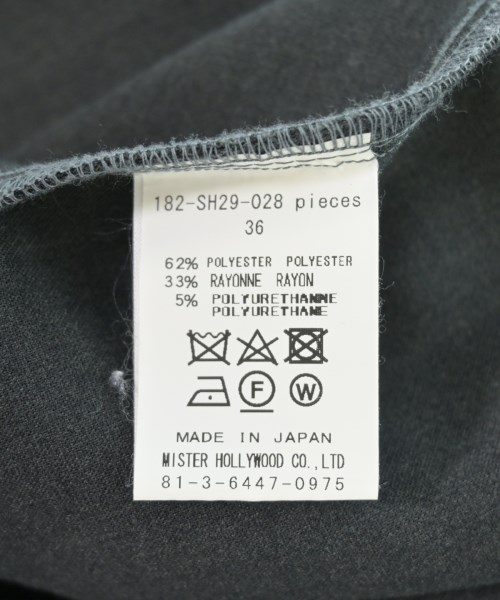 182-SH29-028 pieces
36
62% POLYESTER POLYESTER
33% RAYONNE RAYON
5% POLYURETHANNE
POLYURETHANE
F W
MADE IN JAPAN
MISTER HOLLYWOOD CO.,LTD
81-3-6447-0975